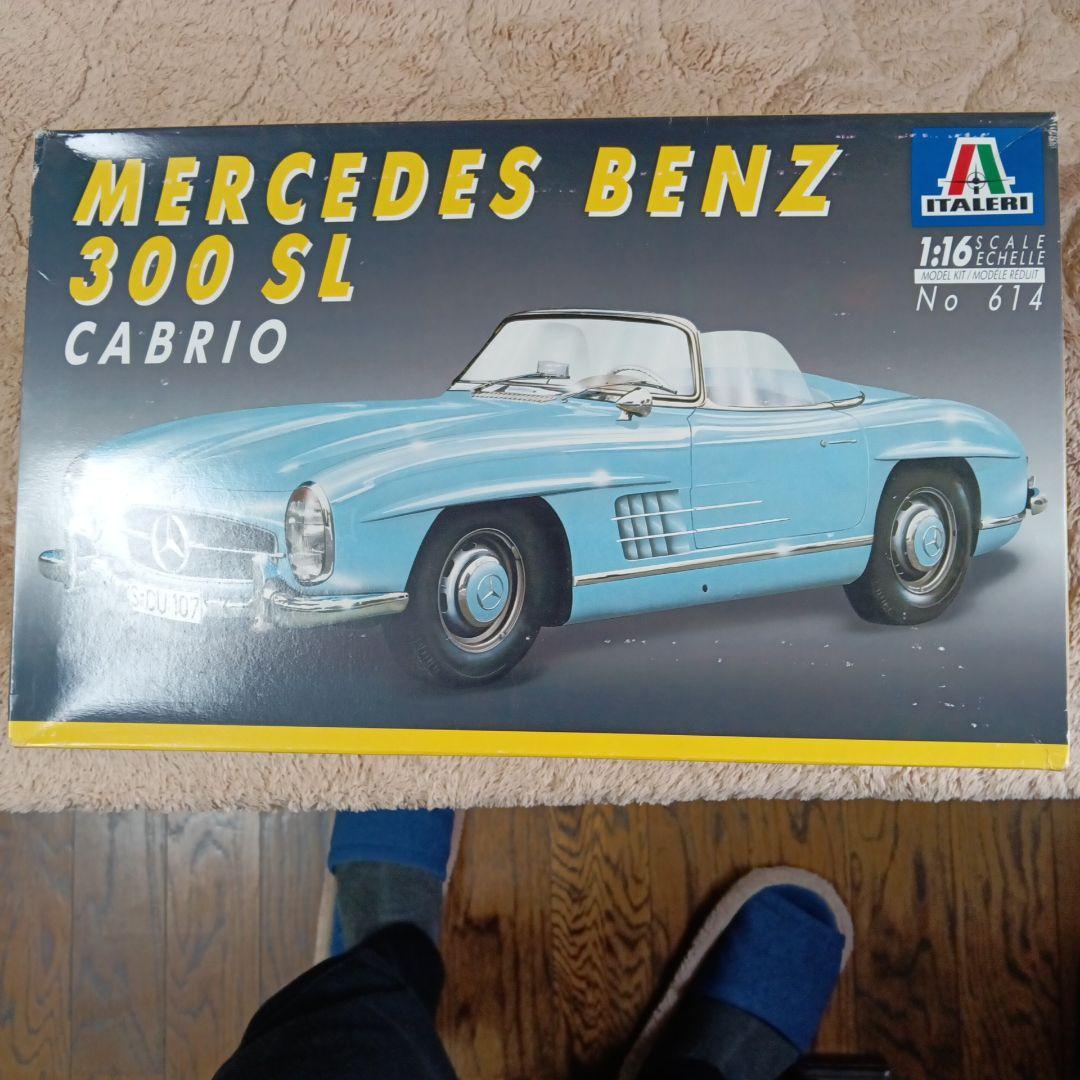 MERCEDES BENZ
300 SL
CABRIO
ITALERI
1:16 SCALE
ECHELLE
MODEL KIT / MODÈLE RÉDUIT
No 614
S·CU 107